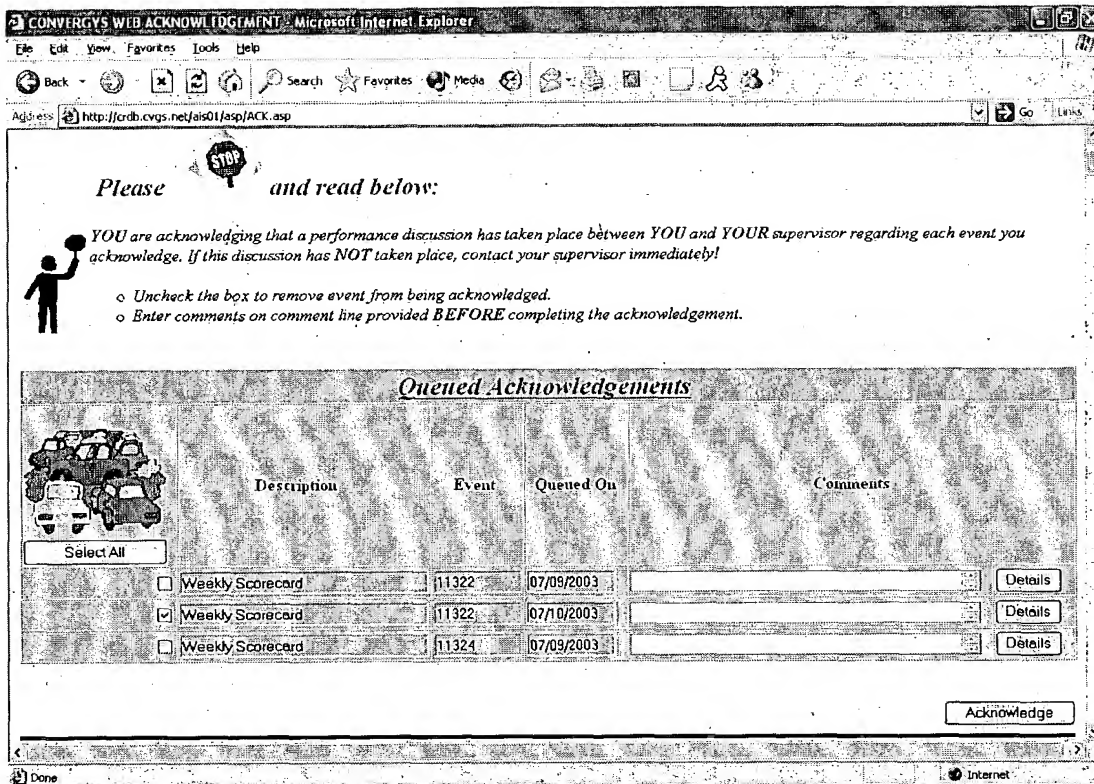 CONVERGYS WEB ACKNOWLEDGEMENT - Microsoft Internet Explorer
File Edit View Favorites Tools Help
Back Search Favorites Media
Address http://crdb.cvgs.net/ais01/asp/ACK.asp Go Links
STOP
Please and read below:
YOU are acknowledging that a performance discussion has taken place between YOU and YOUR supervisor regarding each event you
acknowledge. If this discussion has NOT taken place, contact your supervisor immediately!
o Uncheck the box to remove event from being acknowledged.
o Enter comments on comment line provided BEFORE completing the acknowledgement.
Queued Acknowledgements
Description Event Queued On Comments
Select All
Weekly Scorecard 11322 07/09/2003 Details
Weekly Scorecard 11322 07/10/2003 Details
Weekly Scorecard 11324 07/09/2003 Details
Acknowledge
Done Internet